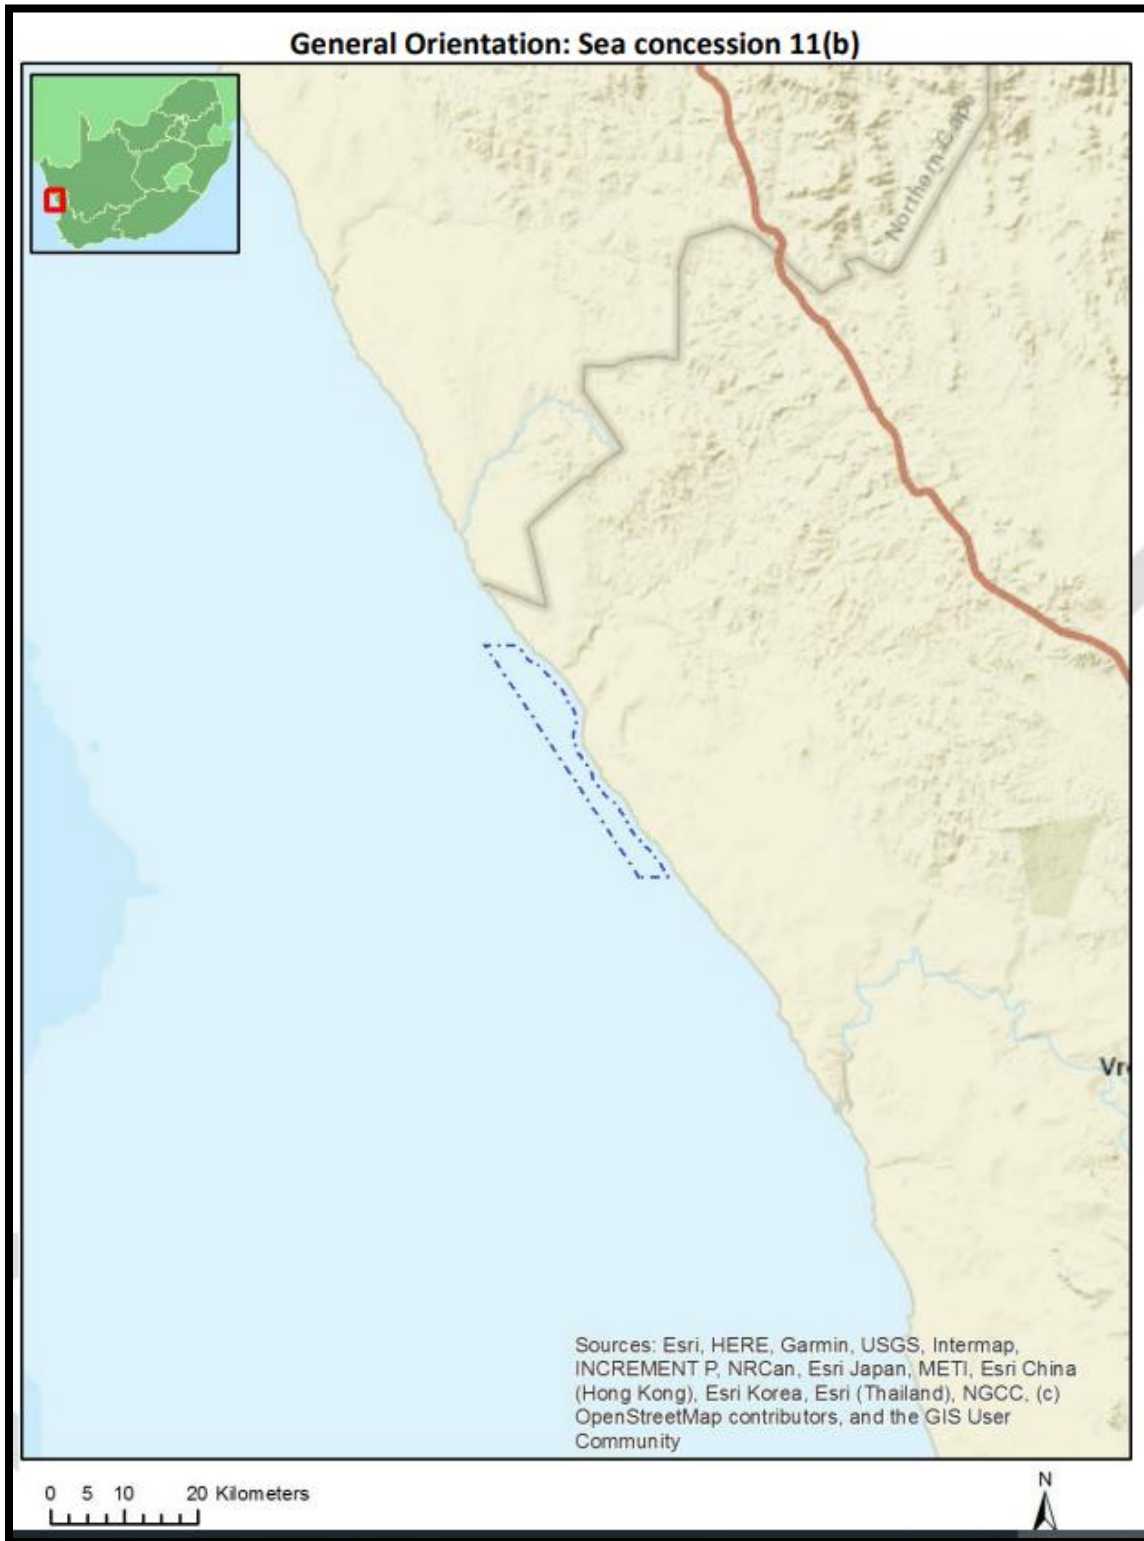 General Orientation: Sea concession 11(b)
Northern Cape
Vr
Sources: Esri, HERE, Garmin, USGS, Intermap,
INCREMENT P, NRCan, Esri Japan, METI, Esri China
(Hong Kong), Esri Korea, Esri (Thailand), NGCC, (c)
OpenStreetMap contributors, and the GIS User
Community
0 5 10 20 Kilometers
N